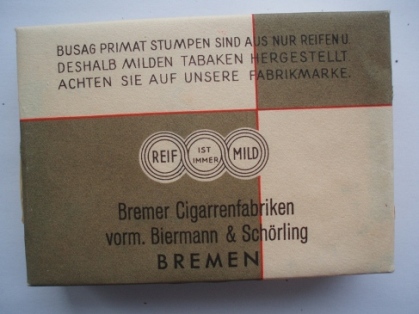 BUSAG PRIMAT STUMPEN SIND AUS NUR REIFEN U.
DESHALB MILDEN TABAKEN HERGESTELLT.
ACHTEN SIE AUF UNSERE FABRIKMARKE.
REIF IST IMMER MILD
Bremer Cigarrenfabriken
vorm. Biermann & Schörling
BREMEN